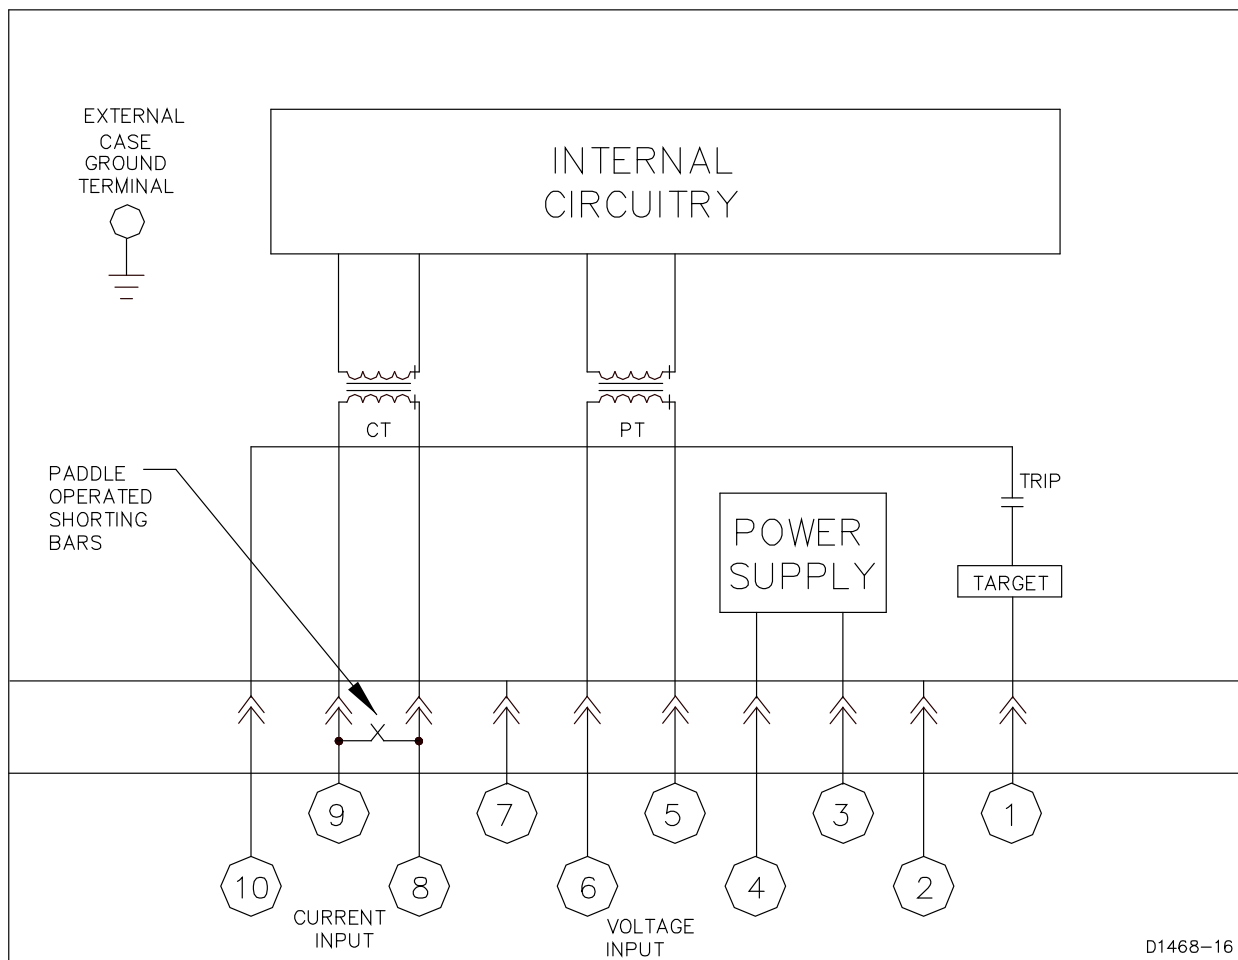 EXTERNAL
CASE
GROUND
TERMINAL
INTERNAL
CIRCUITRY
CT
PT
PADDLE
OPERATED
SHORTING
BARS
TRIP
POWER
SUPPLY
TARGET
9
7
5
3
1
10
8
6
4
2
CURRENT
INPUT
VOLTAGE
INPUT
D1468-16